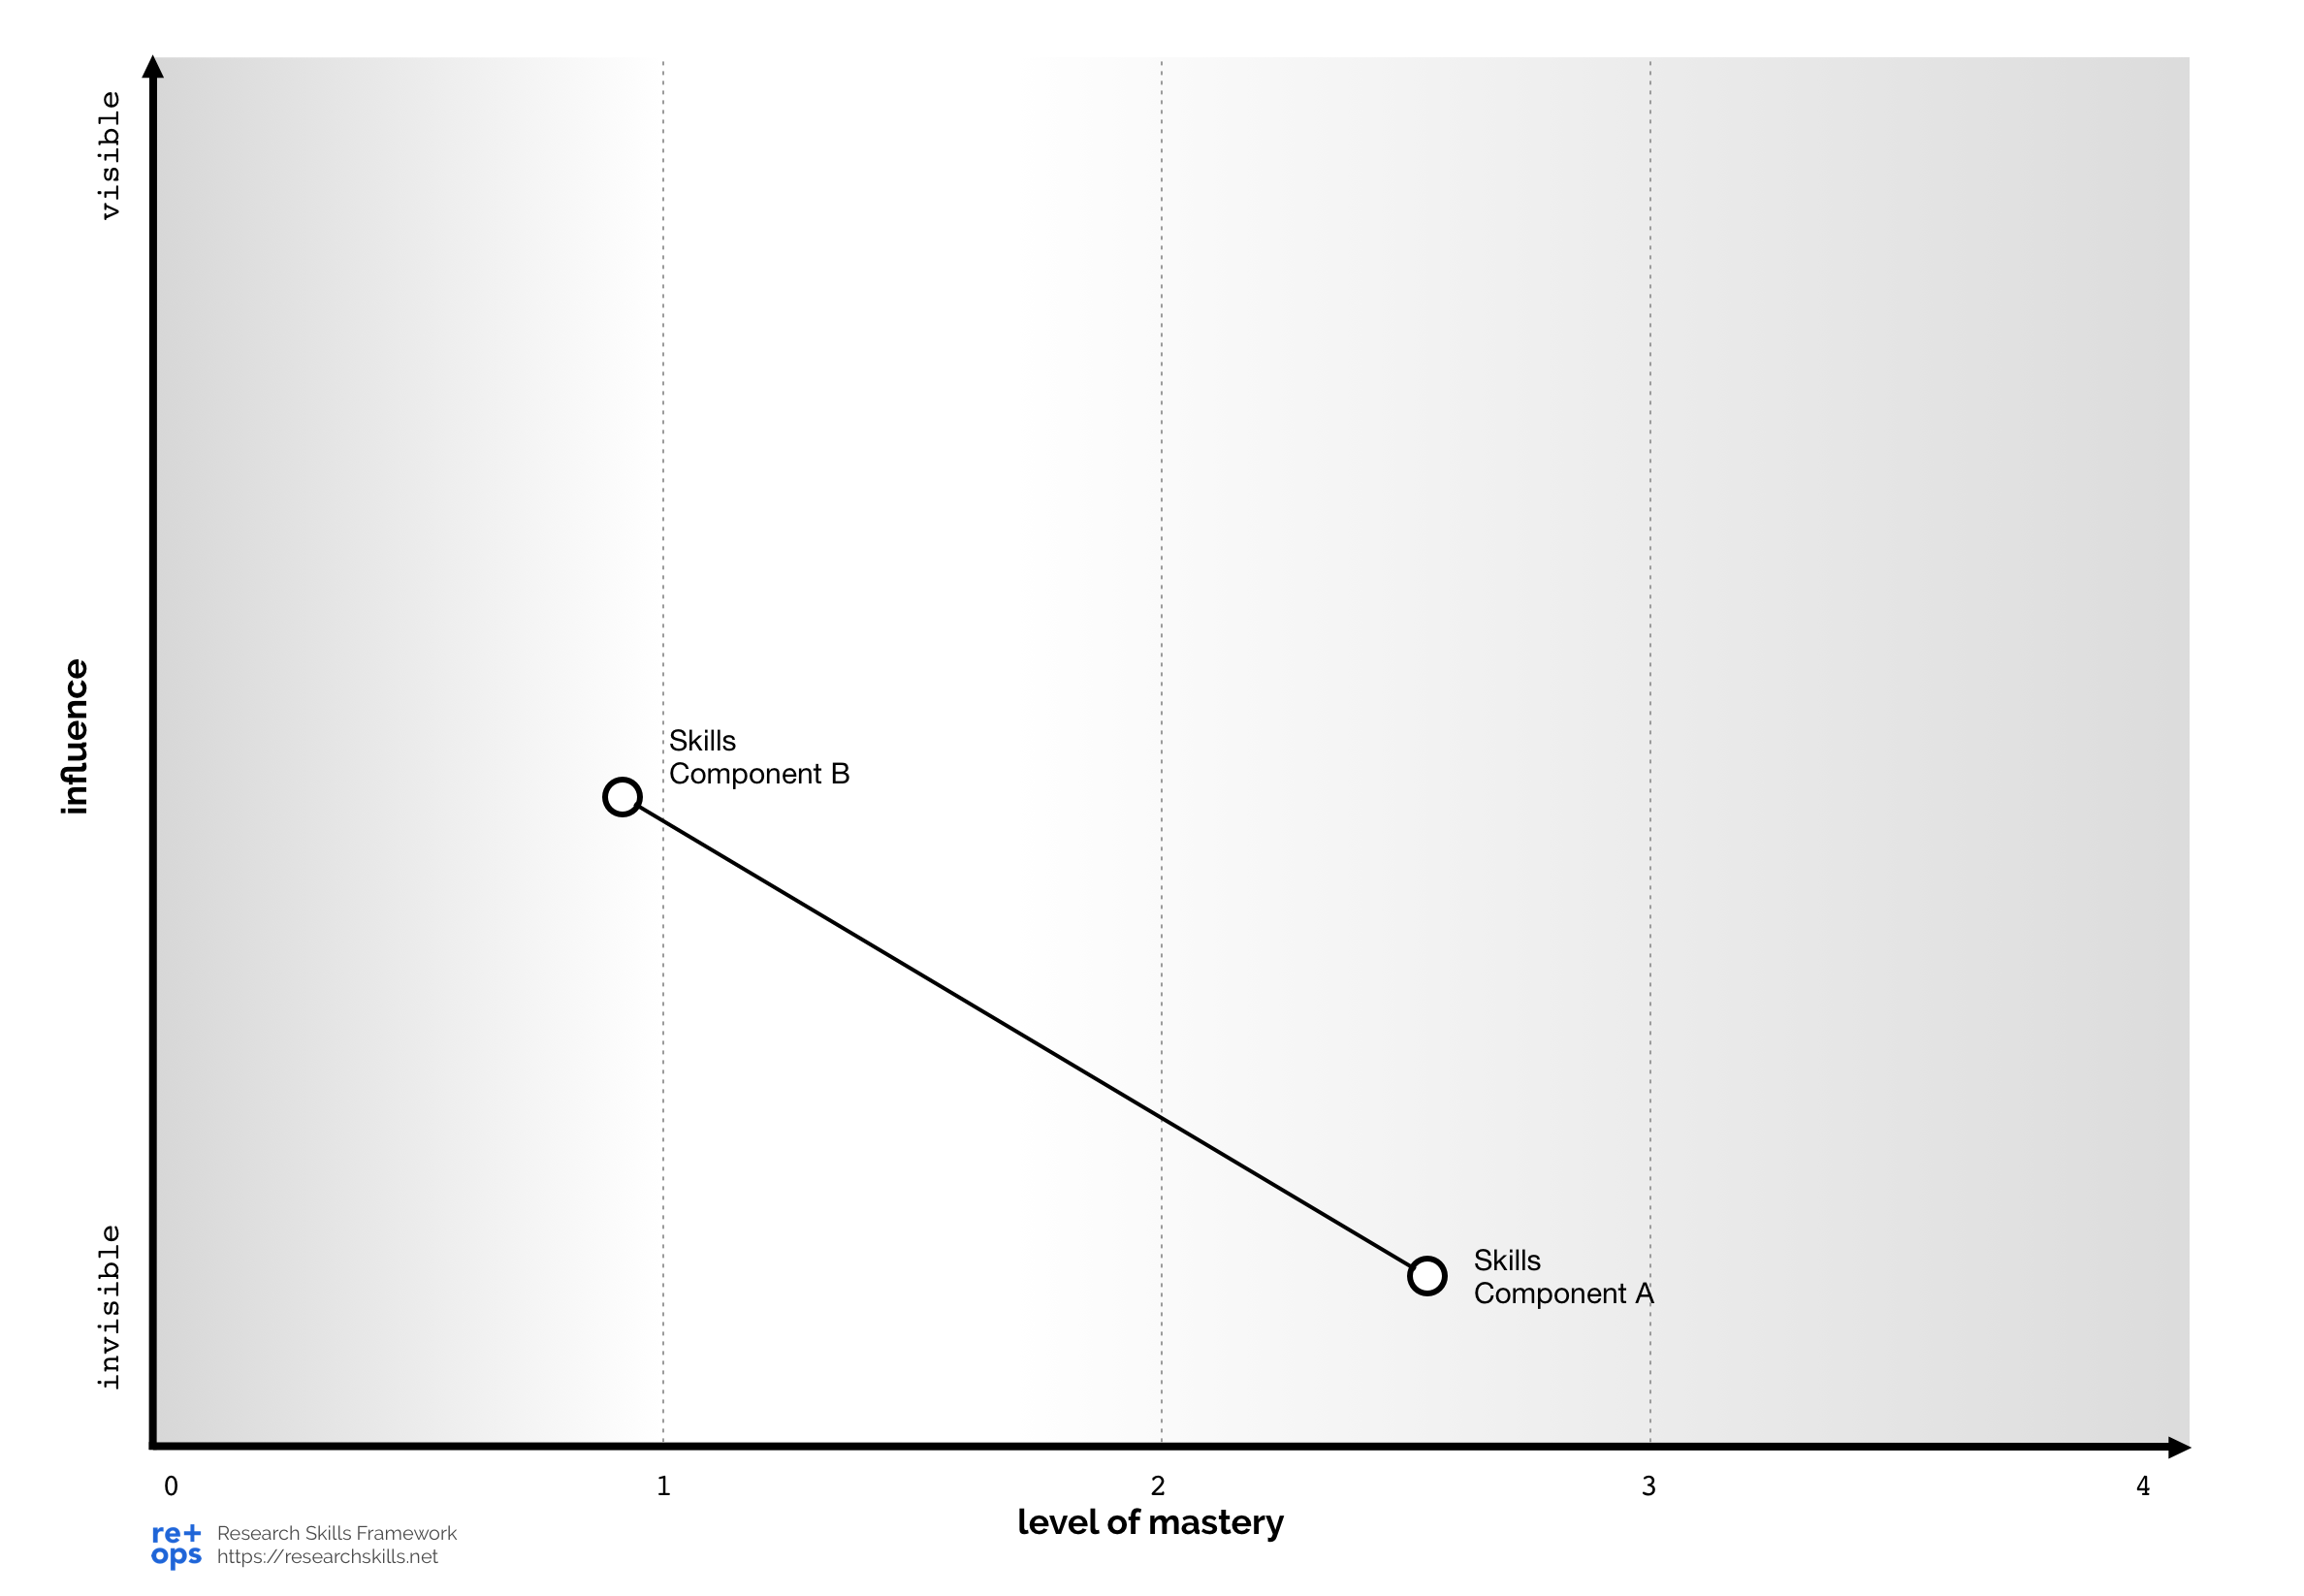 visible
influence
Skills
Component B
Skills
Component A
invisible
0 1 2 3 4
level of mastery
re+
ops
Research Skills Framework
https://researchskills.net